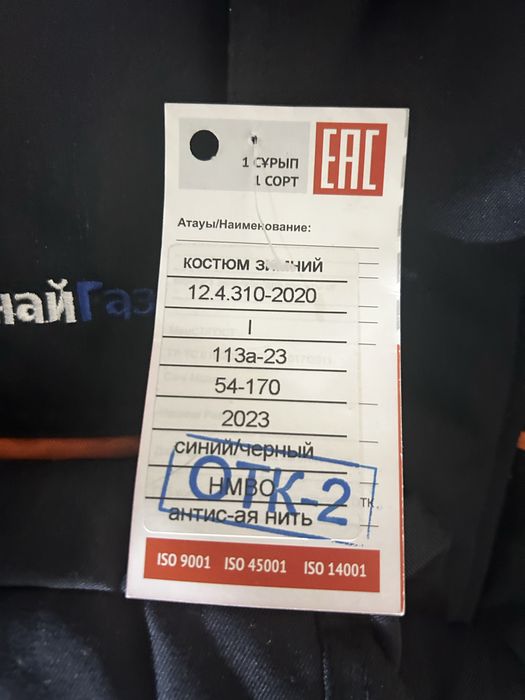 1 СҰРЫП
1 СОРТ
ЕАС
Атауы/Наименование:
КОСТЮМ ЗИМНИЙ
12.4.310-2020
I
113а-23
54-170
2023
синий/черный
НМВО
антис-ая нить
ОТК-2
тк.
найГаз
ISO 9001 ISO 45001 ISO 14001